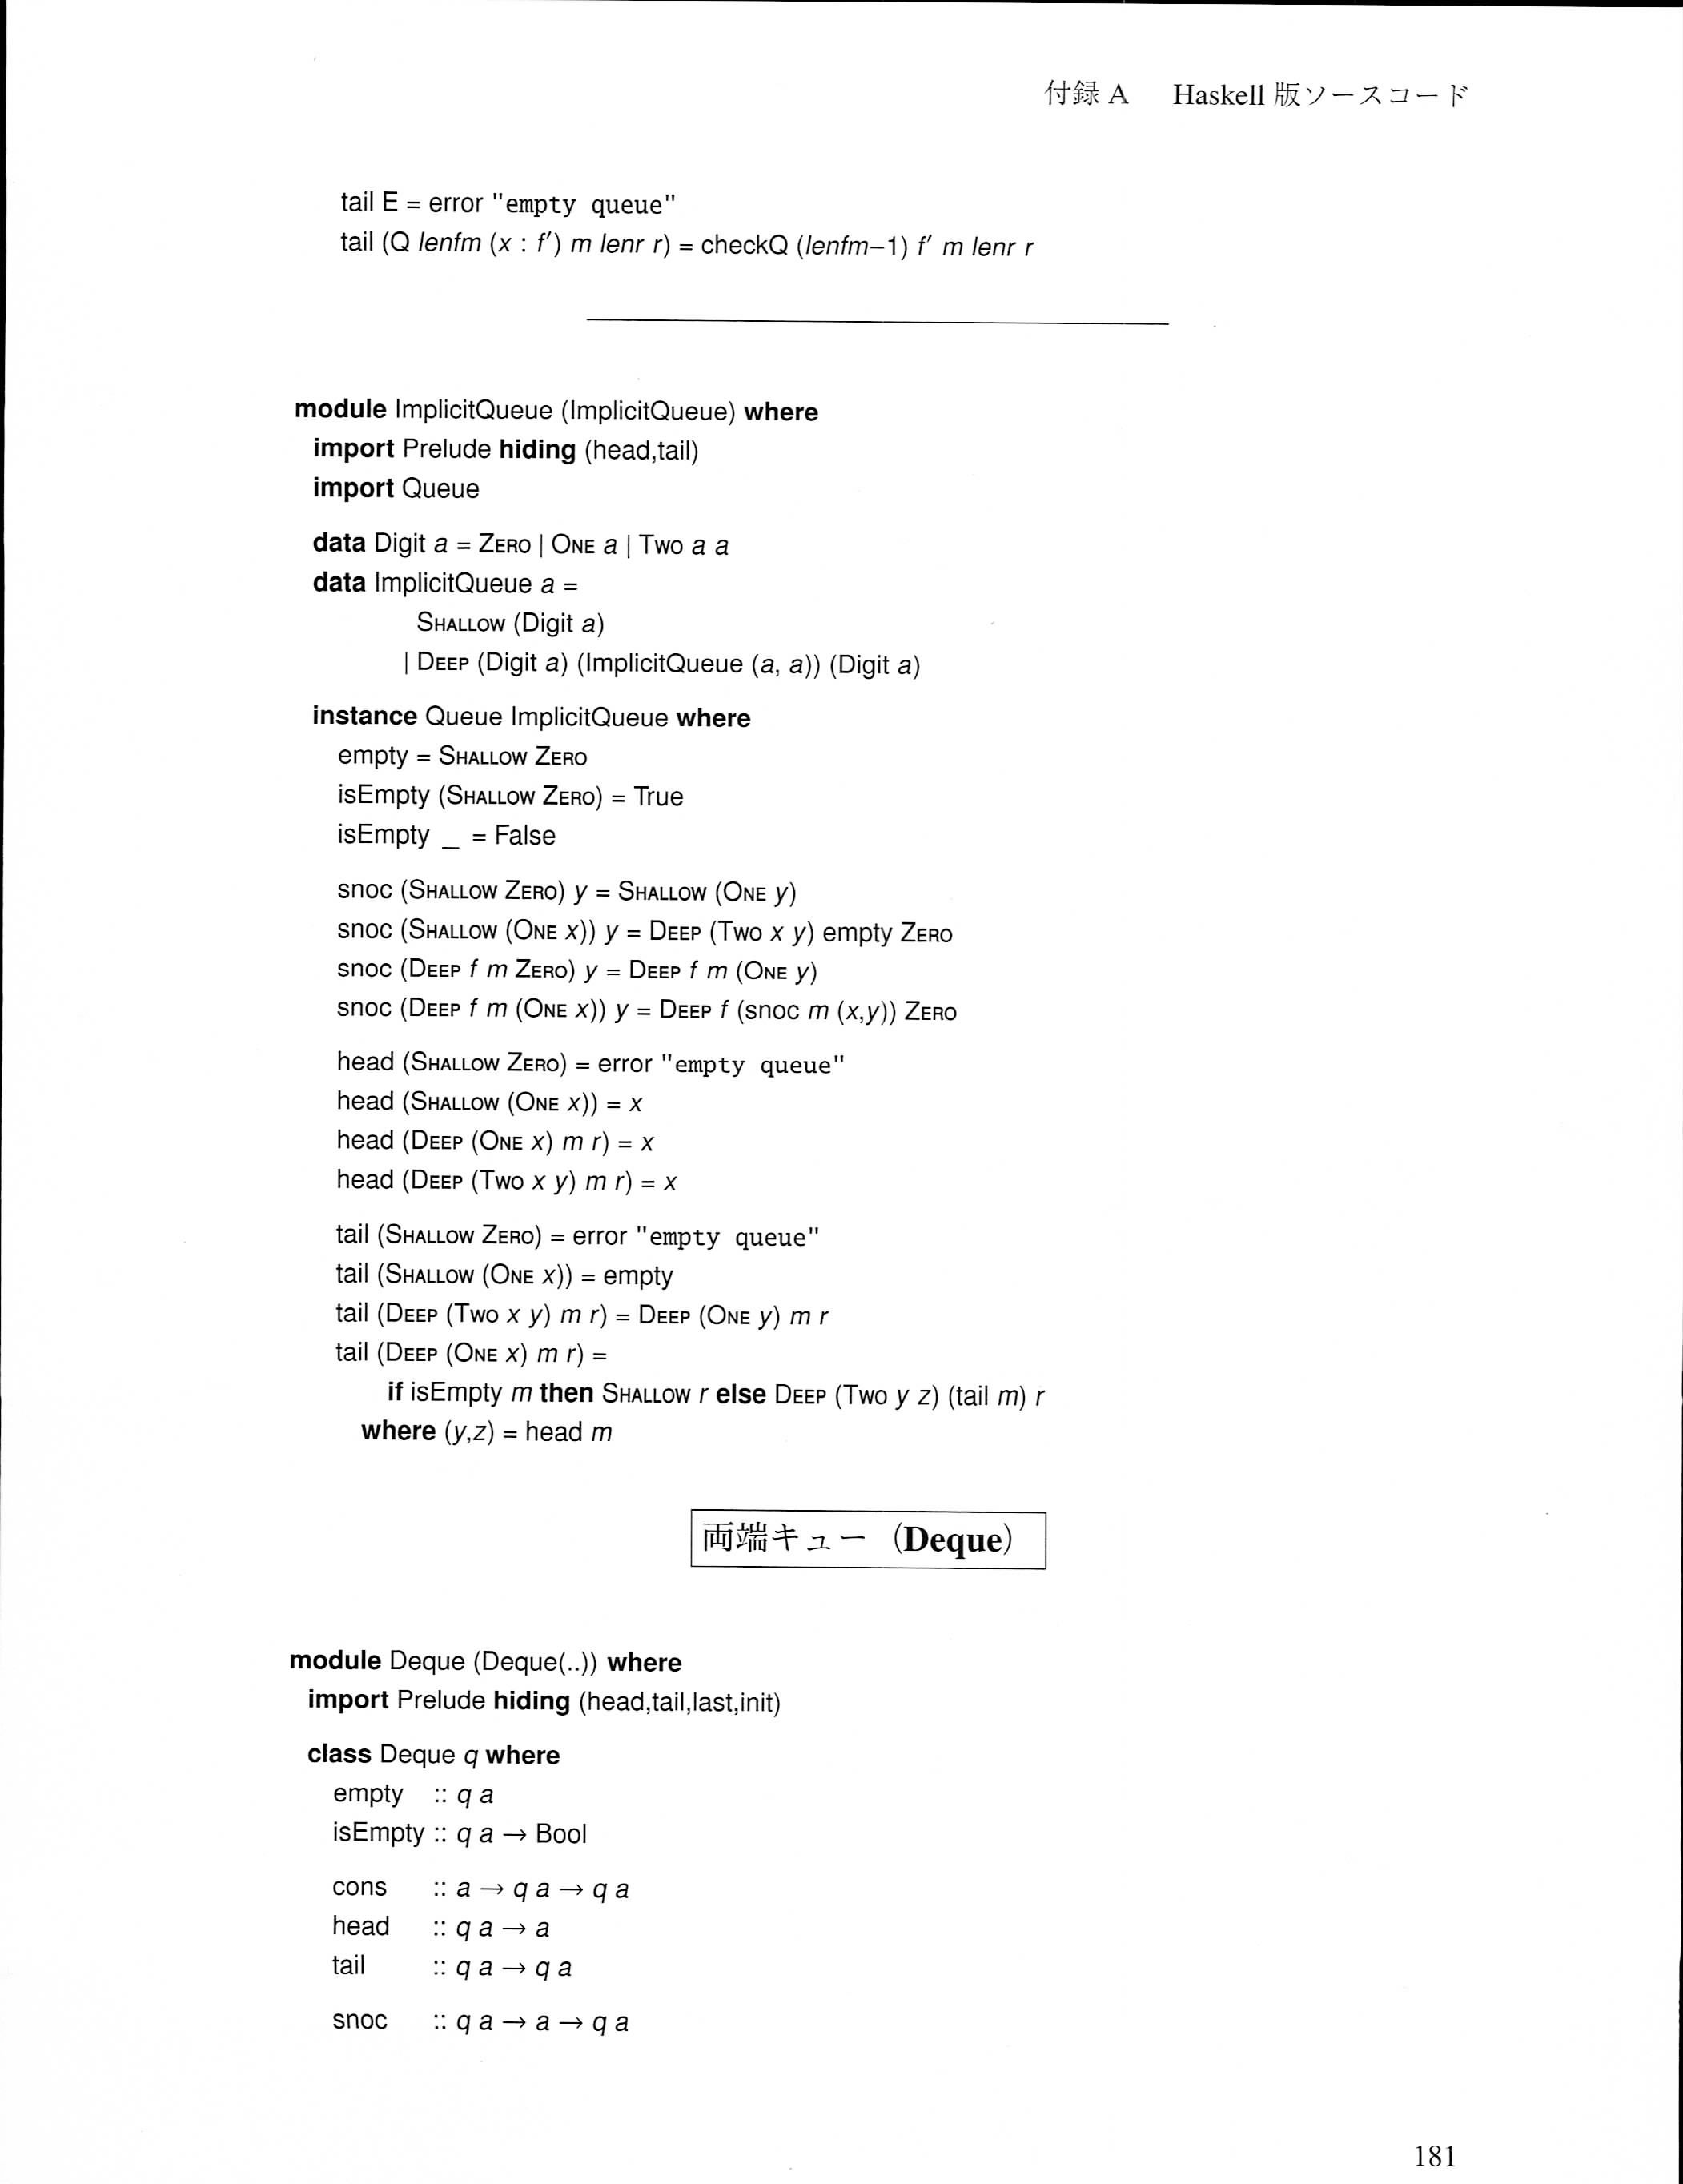 付録 A Haskell 版ソースコード
tail E = error "empty queue"
tail (Q lenfm (x : f′) m lenr r) = checkQ (lenfm−1) f′ m lenr r
module ImplicitQueue (ImplicitQueue) where
import Prelude hiding (head,tail)
import Queue
data Digit a = ZERO | ONE a | TWO a a
data ImplicitQueue a =
SHALLOW (Digit a)
| DEEP (Digit a) (ImplicitQueue (a, a)) (Digit a)
instance Queue ImplicitQueue where
empty = SHALLOW ZERO
isEmpty (SHALLOW ZERO) = True
isEmpty _ = False
snoc (SHALLOW ZERO) y = SHALLOW (ONE y)
snoc (SHALLOW (ONE x)) y = DEEP (TWO x y) empty ZERO
snoc (DEEP f m ZERO) y = DEEP f m (ONE y)
snoc (DEEP f m (ONE x)) y = DEEP f (snoc m (x,y)) ZERO
head (SHALLOW ZERO) = error "empty queue"
head (SHALLOW (ONE x)) = x
head (DEEP (ONE x) m r) = x
head (DEEP (TWO x y) m r) = x
tail (SHALLOW ZERO) = error "empty queue"
tail (SHALLOW (ONE x)) = empty
tail (DEEP (TWO x y) m r) = DEEP (ONE y) m r
tail (DEEP (ONE x) m r) =
if isEmpty m then SHALLOW r else DEEP (TWO y z) (tail m) r
where (y,z) = head m
両端キュー（Deque）
module Deque (Deque(..)) where
import Prelude hiding (head,tail,last,init)
class Deque q where
empty :: q a
isEmpty :: q a → Bool
cons :: a → q a → q a
head :: q a → a
tail :: q a → q a
snoc :: q a → a → q a
181